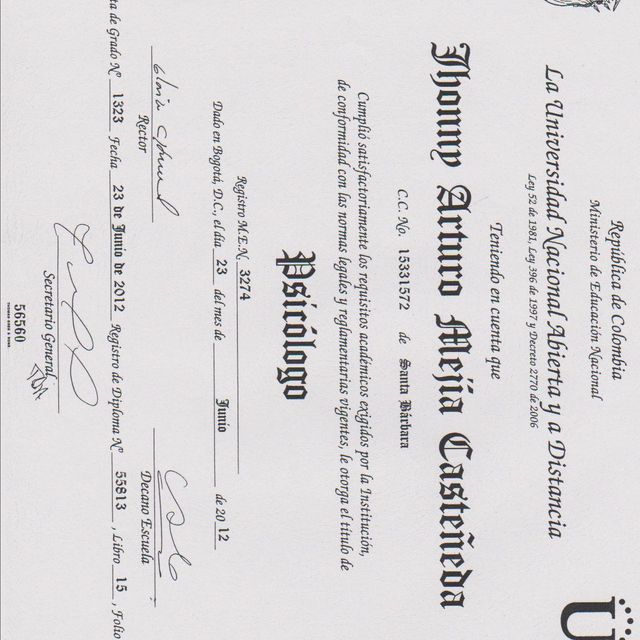 República de Colombia
Ministerio de Educación Nacional
La Universidad Nacional Abierta y a Distancia
Ley 52 de 1981, Ley 396 de 1997 y Decreto 2770 de 2006
Teniendo en cuenta que
Jhonny Arturo Mejía Casteñeda
C.C. No. 15331572 de Santa Bárbara
Cumplió satisfactoriamente los requisitos académicos exigidos por la Institución,
de conformidad con las normas legales y reglamentarias vigentes, le otorga el título de
Psicólogo
Registro M.E.N. 3274
Dado en Bogotá, D.C., el día 23 del mes de Junio de 2012
Rector
Decano Escuela
de Grado Nº 1323 Fecha 23 de Junio de 2012 Registro de Diploma Nº 55813, Libro 15, Folio
Secretario General
56560
U